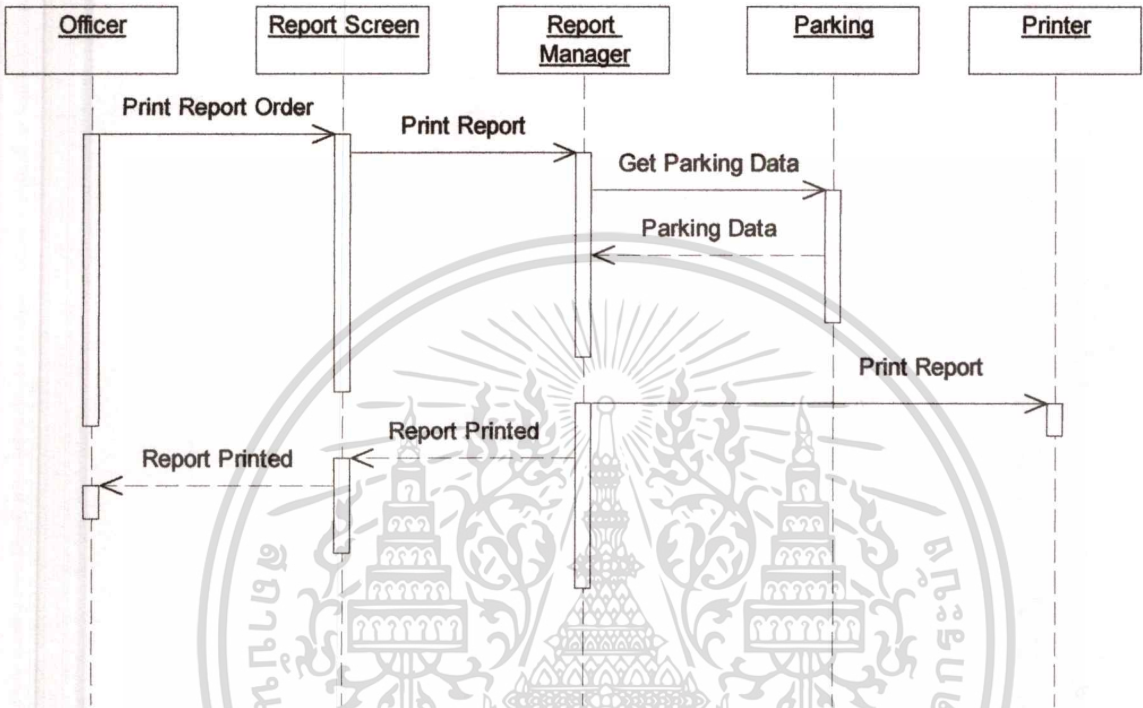 Officer
Report Screen
Report
Manager
Parking
Printer
Print Report Order
Print Report
Get Parking Data
Parking Data
Print Report
Report Printed
Report Printed